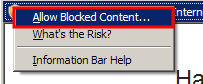 Allow Blocked Content...
What's the Risk?
Information Bar Help